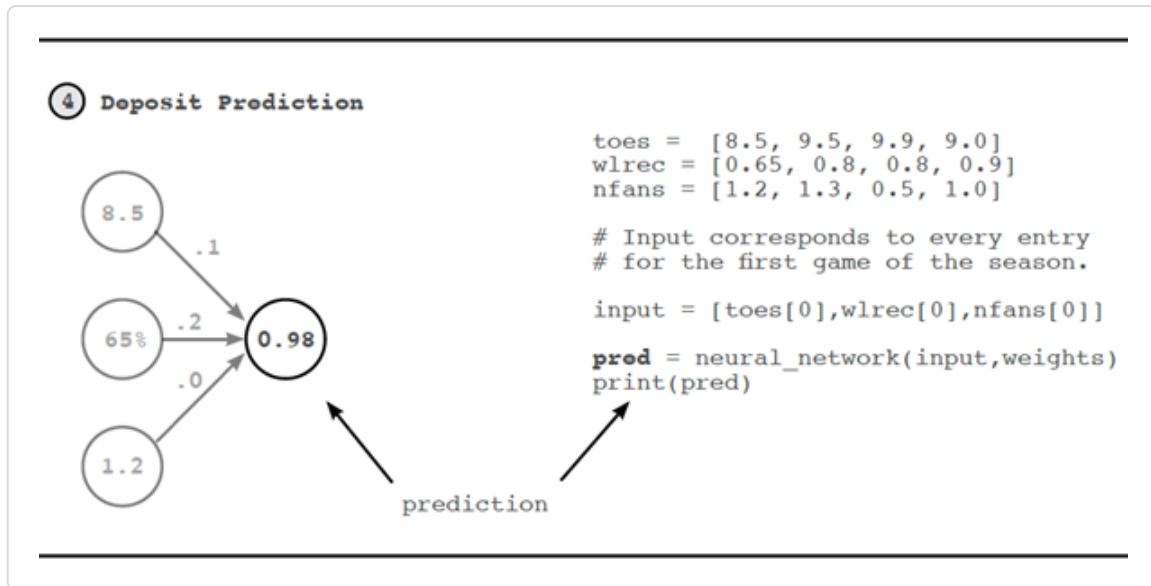 4 Deposit Prediction
8.5
.1
65%
.2
0.98
.0
1.2
prediction
toes =  [8.5, 9.5, 9.9, 9.0]
wlrec = [0.65, 0.8, 0.8, 0.9]
nfans = [1.2, 1.3, 0.5, 1.0]
# Input corresponds to every entry
# for the first game of the season.
input = [toes[0],wlrec[0],nfans[0]]
pred = neural_network(input,weights)
print(pred)